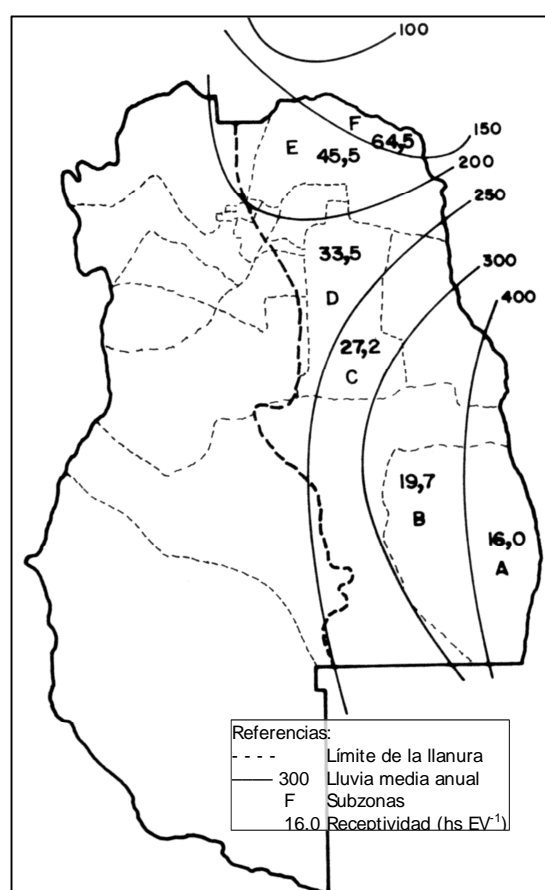 100
150
F
64,5
E
45,5
200
250
33,5
300
D
400
27,2
C
19,7
B
16,0
A
Referencias:
- - - - Límite de la llanura
—— 300 Lluvia media anual
F Subzonas
16.0 Receptividad (hs EV-1)